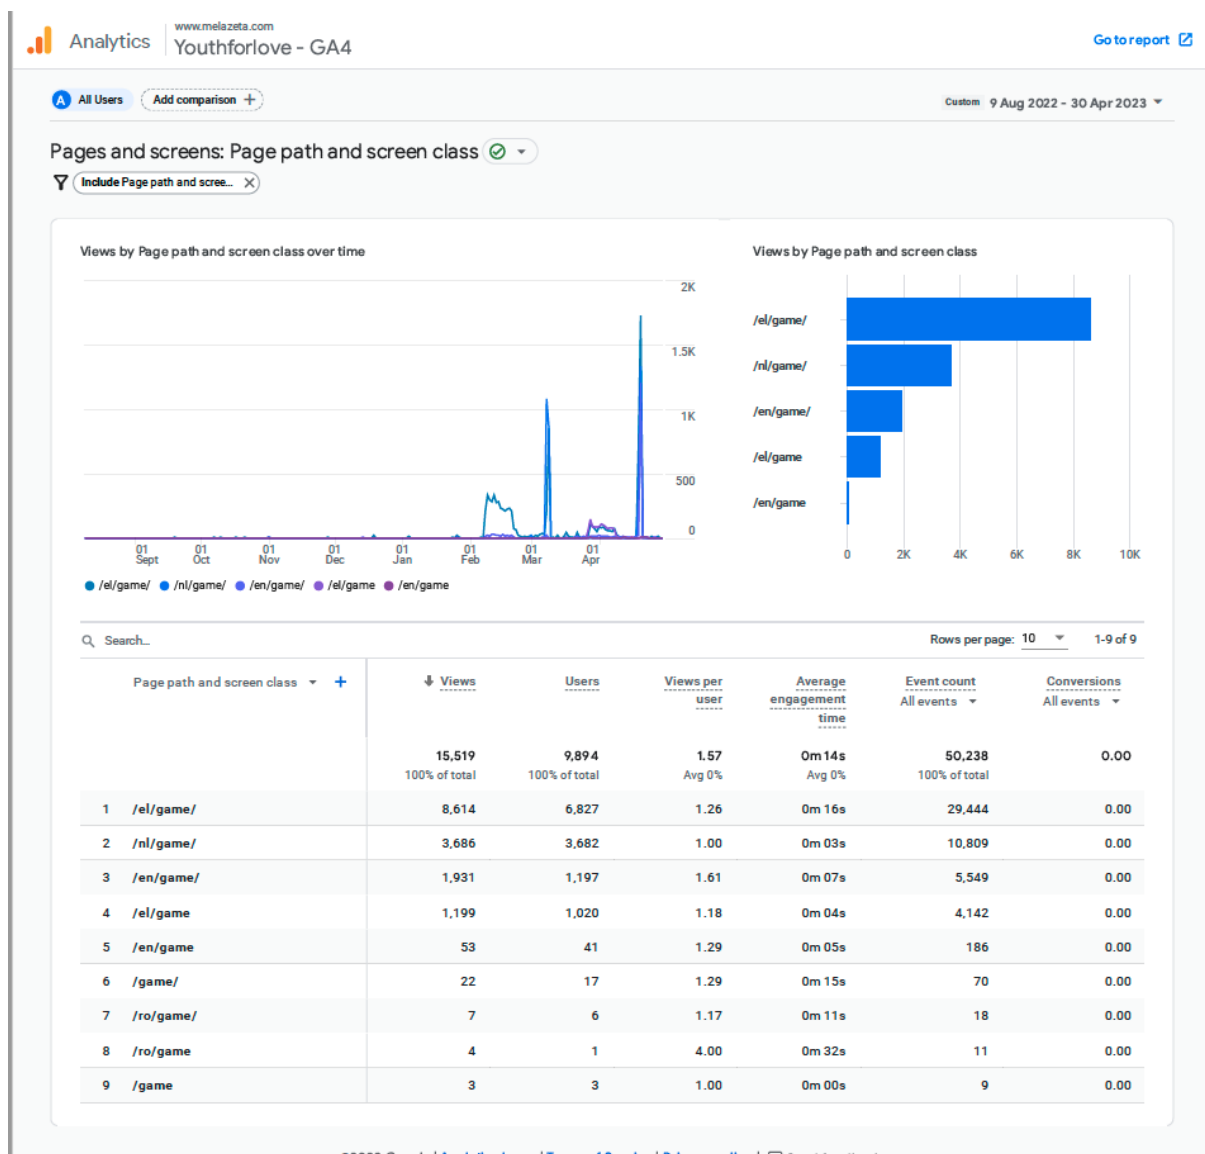 www.melazeta.com
Analytics
Youthforlove - GA4
Go to report
A All Users
Add comparison +
Custom 9 Aug 2022 - 30 Apr 2023
Pages and screens: Page path and screen class
Include Page path and scree...
Views by Page path and screen class over time
2K
1.5K
1K
500
0
01 Sept
01 Oct
01 Nov
01 Dec
01 Jan
01 Feb
01 Mar
01 Apr
/el/game/ /nl/game/ /en/game/ /el/game /en/game
Views by Page path and screen class
/el/game/
/nl/game/
/en/game/
/el/game
/en/game
0 2K 4K 6K 8K 10K
Search...
Rows per page: 10 1-9 of 9
Page path and screen class + Views Users Views per user Average engagement time Event count All events Conversions All events
15,519 9,894 1.57 0m 14s 50,238 0.00
100% of total 100% of total Avg 0% Avg 0% 100% of total
1 /el/game/ 8,614 6,827 1.26 0m 16s 29,444 0.00
2 /nl/game/ 3,686 3,682 1.00 0m 03s 10,809 0.00
3 /en/game/ 1,931 1,197 1.61 0m 07s 5,549 0.00
4 /el/game 1,199 1,020 1.18 0m 04s 4,142 0.00
5 /en/game 53 41 1.29 0m 05s 186 0.00
6 /game/ 22 17 1.29 0m 15s 70 0.00
7 /ro/game/ 7 6 1.17 0m 11s 18 0.00
8 /ro/game 4 1 4.00 0m 32s 11 0.00
9 /game 3 3 1.00 0m 00s 9 0.00